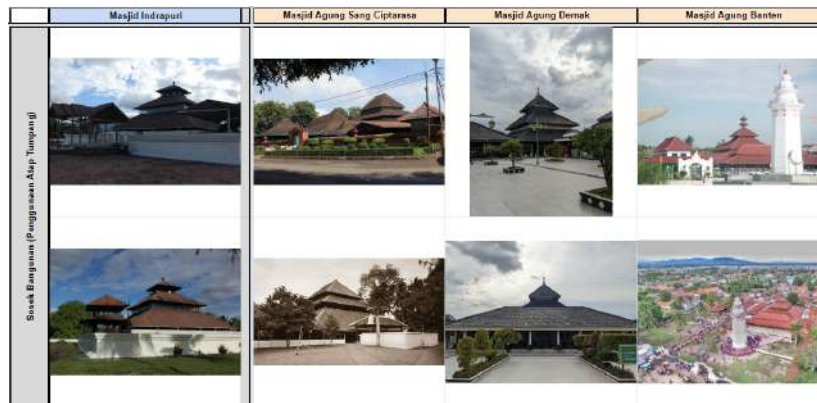 Masjid Indrapuri
Masjid Agung Sang Ciptarasa
Masjid Agung Demak
Masjid Agung Banten
Sosok Bangunan (Penggunaan Atap Tumpang)